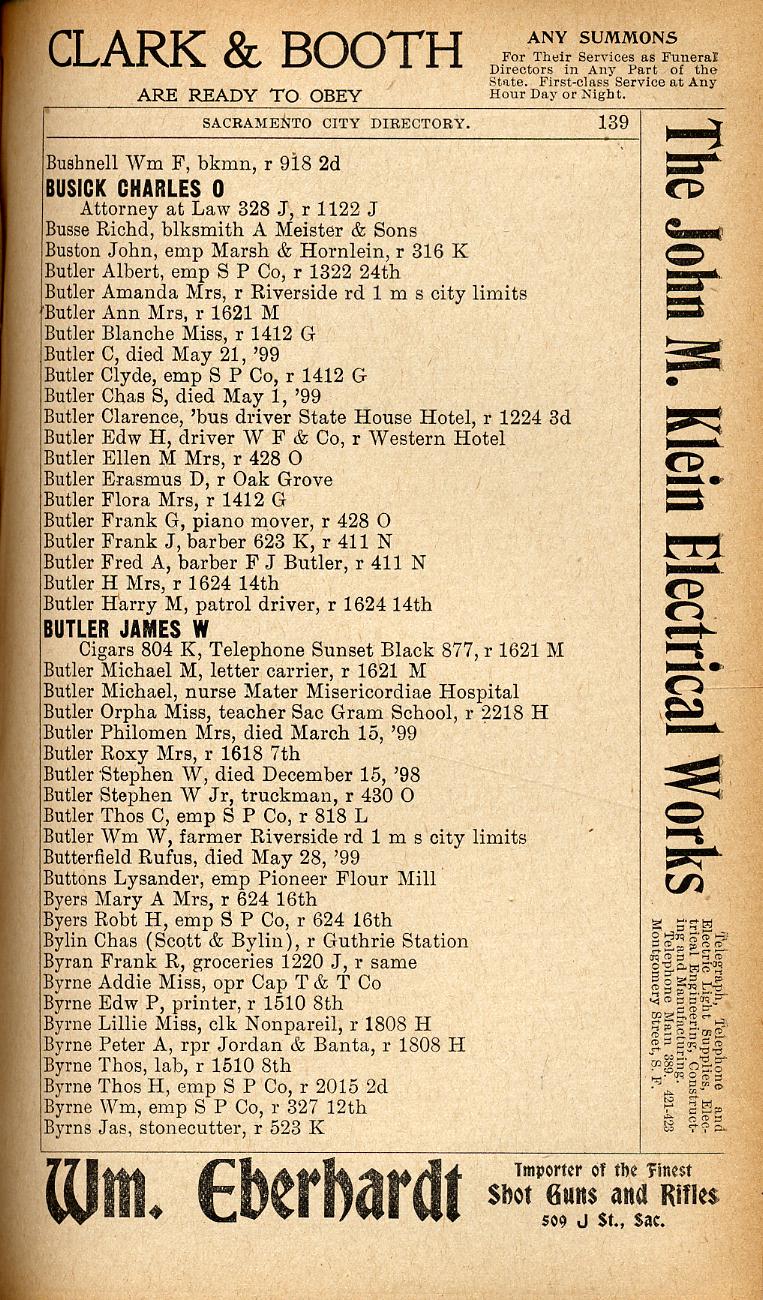 CLARK & BOOTH
ARE READY TO OBEY
ANY SUMMONS
For Their Services as Funeral
Directors in Any Part of the
State. First-class Service at Any
Hour Day or Night.
SACRAMENTO CITY DIRECTORY. 139
Bushnell Wm F, bkmn, r 918 2d
BUSICK CHARLES O
Attorney at Law 328 J, r 1122 J
Busse Richd, blksmith A Meister & Sons
Buston John, emp Marsh & Hornlein, r 316 K
Butler Albert, emp S P Co, r 1322 24th
Butler Amanda Mrs, r Riverside rd 1 m s city limits
Butler Ann Mrs, r 1621 M
Butler Blanche Miss, r 1412 G
Butler C, died May 21, '99
Butler Clyde, emp S P Co, r 1412 G
Butler Chas S, died May 1, '99
Butler Clarence, 'bus driver State House Hotel, r 1224 3d
Butler Edw H, driver W F & Co, r Western Hotel
Butler Ellen M Mrs, r 428 O
Butler Erasmus D, r Oak Grove
Butler Flora Mrs, r 1412 G
Butler Frank G, piano mover, r 428 O
Butler Frank J, barber 623 K, r 411 N
Butler Fred A, barber F J Butler, r 411 N
Butler H Mrs, r 1624 14th
Butler Harry M, patrol driver, r 1624 14th
BUTLER JAMES W
Cigars 804 K, Telephone Sunset Black 877, r 1621 M
Butler Michael M, letter carrier, r 1621 M
Butler Michael, nurse Mater Misericordiae Hospital
Butler Orpha Miss, teacher Sac Gram School, r 2218 H
Butler Philomen Mrs, died March 15, '99
Butler Roxy Mrs, r 1618 7th
Butler Stephen W, died December 15, '98
Butler Stephen W Jr, truckman, r 430 O
Butler Thos C, emp S P Co, r 818 L
Butler Wm W, farmer Riverside rd 1 m s city limits
Butterfield Rufus, died May 28, '99
Buttons Lysander, emp Pioneer Flour Mill
Byers Mary A Mrs, r 624 16th
Byers Robt H, emp S P Co, r 624 16th
Bylin Chas (Scott & Bylin), r Guthrie Station
Byran Frank R, groceries 1220 J, r same
Byrne Addie Miss, opr Cap T & T Co
Byrne Edw P, printer, r 1510 8th
Byrne Lillie Miss, clk Nonpareil, r 1808 H
Byrne Peter A, rpr Jordan & Banta, r 1808 H
Byrne Thos, lab, r 1510 8th
Byrne Thos H, emp S P Co, r 2015 2d
Byrne Wm, emp S P Co, r 327 12th
Byrns Jas, stonecutter, r 523 K
The John M. Klein Electrical Works
Telegraph, Telephone and
Electric Light Supplies, Elec-
trical Engineering, Construct-
ing and Manufacturing.
Telephone Main 389. 421-423
Montgomery Street, S. F.
Wm. Eberhardt
Importer of the Finest
Shot Guns and Rifles
509 J St., Sac.